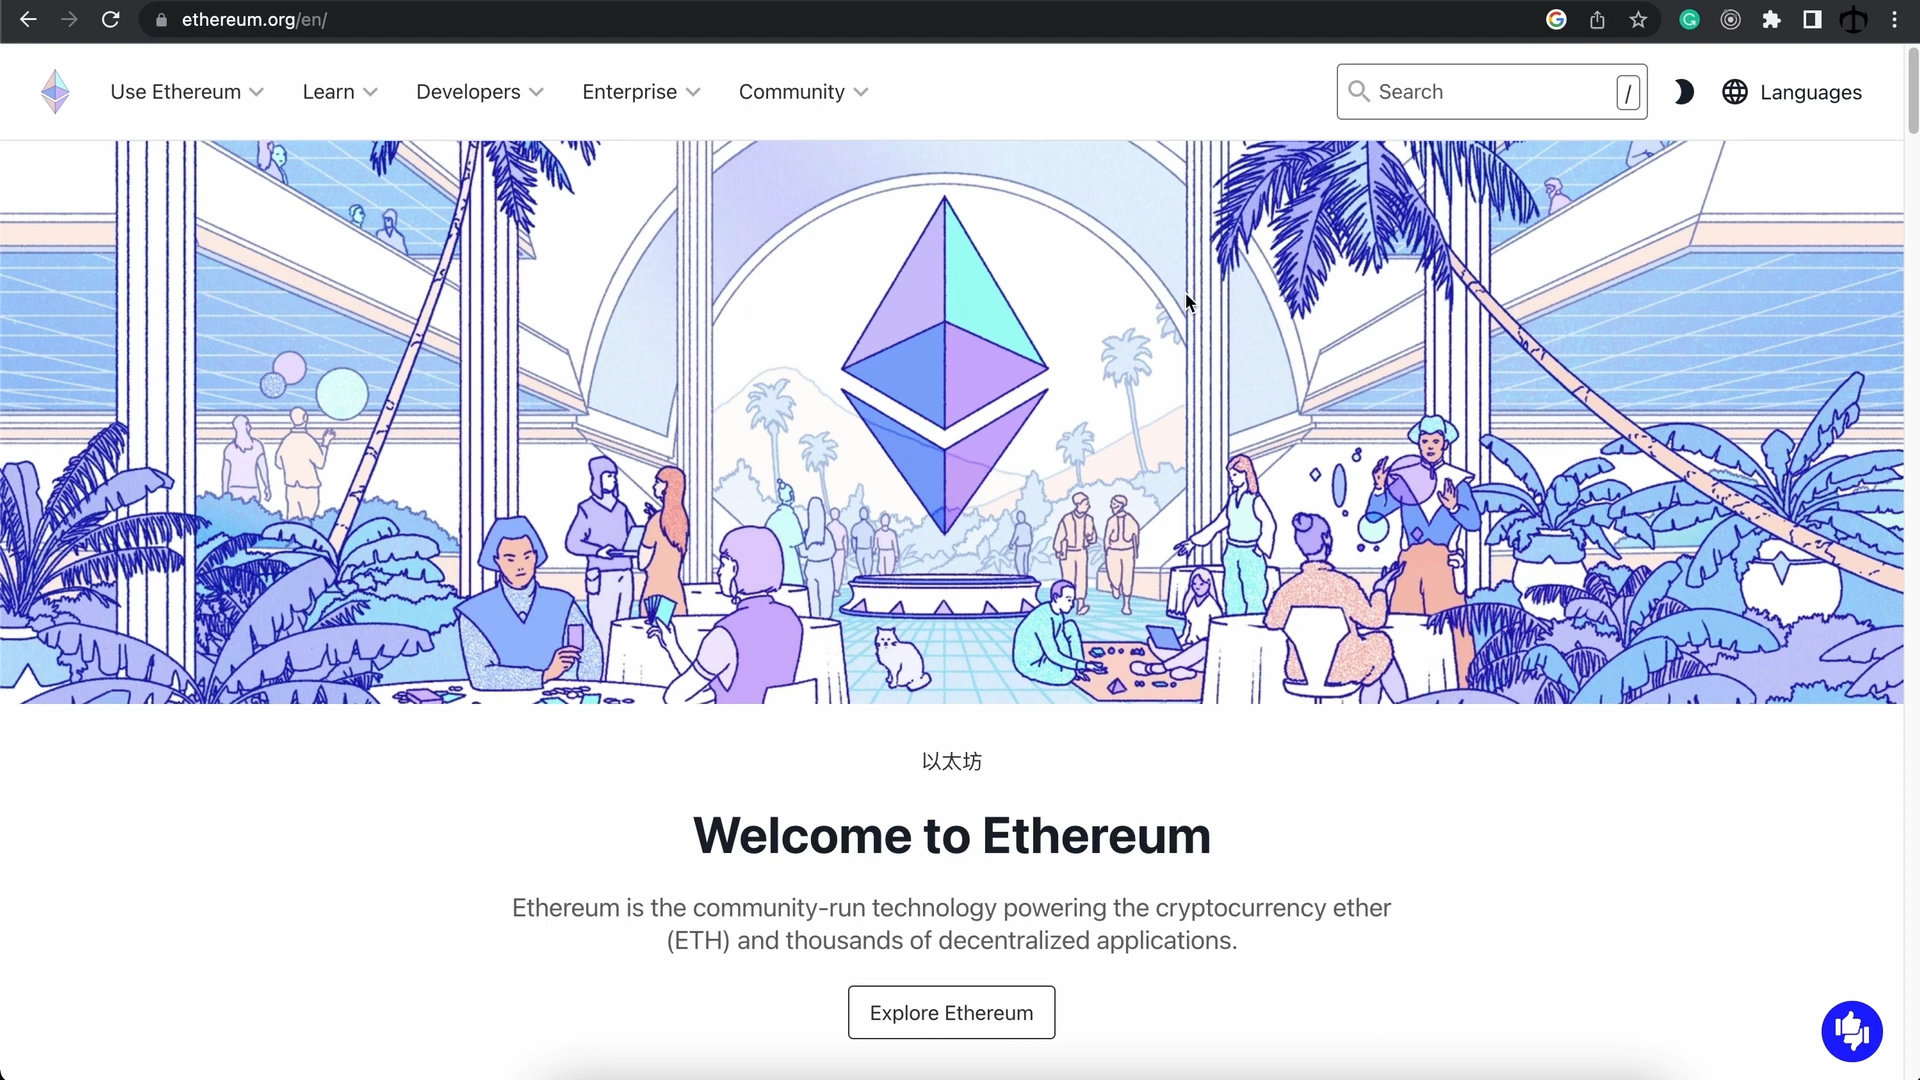 ethereum.org/en/
Use Ethereum
Learn
Developers
Enterprise
Community
Search
/
Languages
以太坊
Welcome to Ethereum
Ethereum is the community-run technology powering the cryptocurrency ether
(ETH) and thousands of decentralized applications.
Explore Ethereum